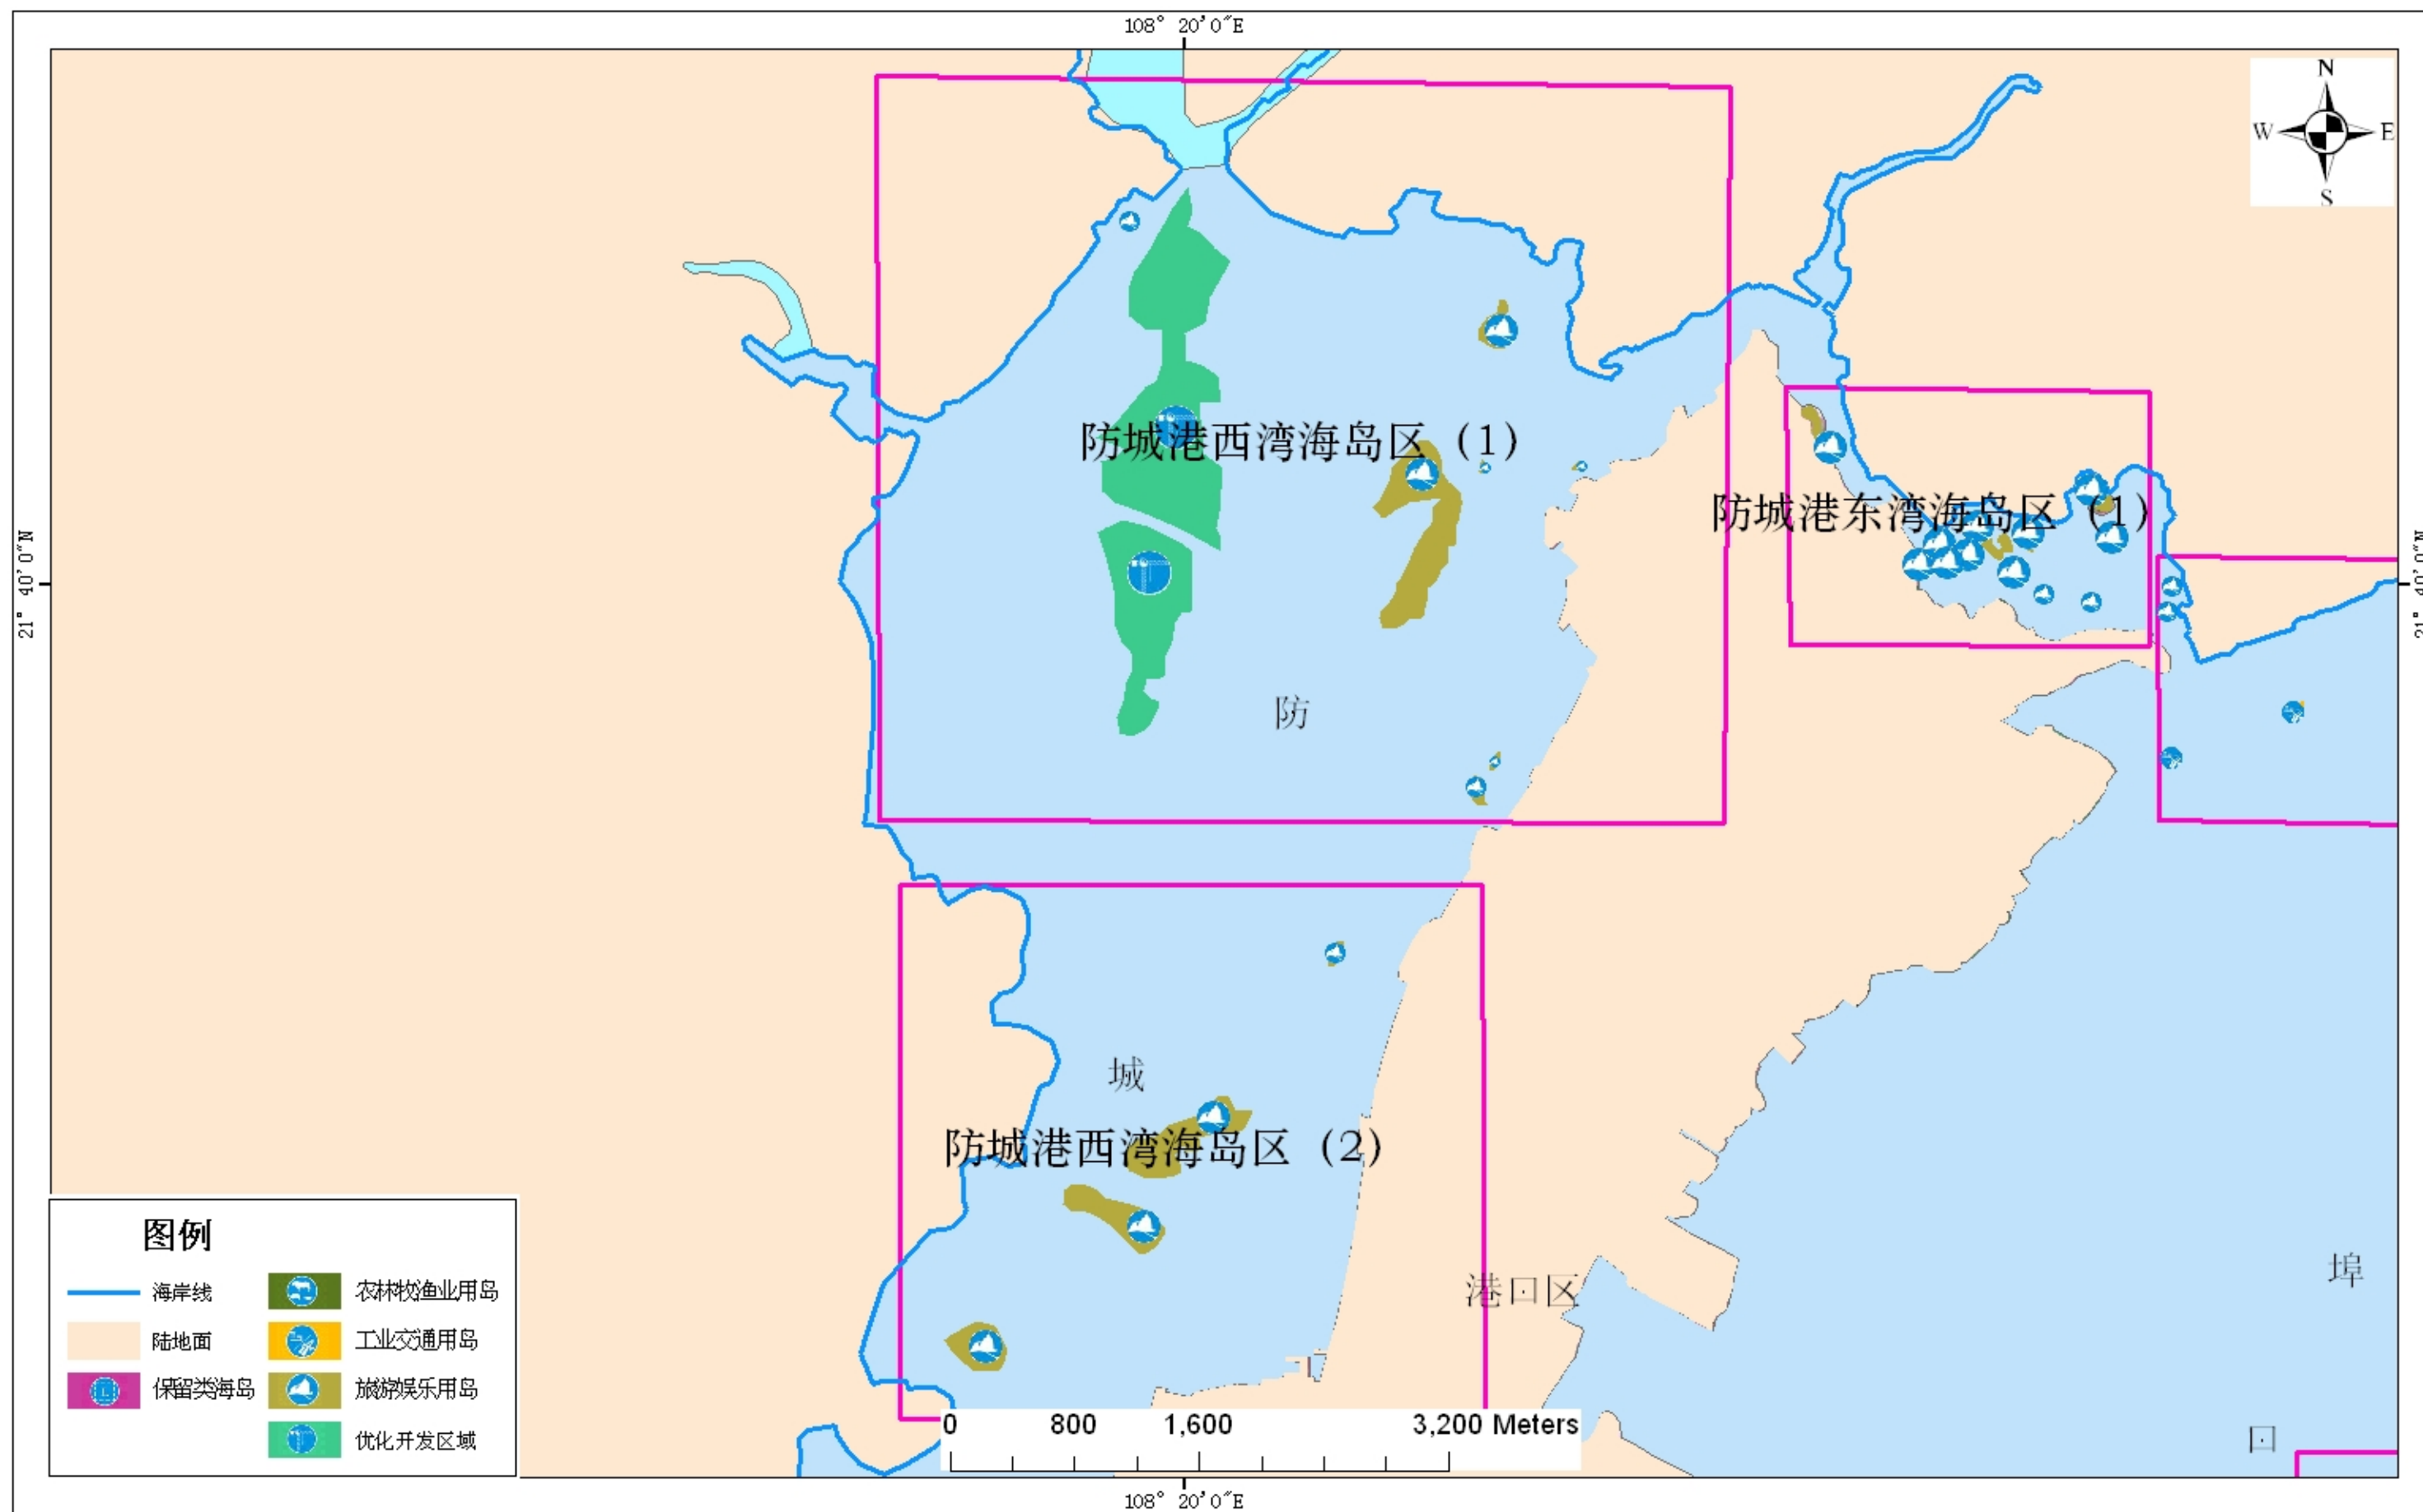 108° 20'0"E
N
W
E
S
防城港西湾海岛区（1）
防城港东湾海岛区（1）
21° 40'0"N
21° 40'0"N
防
城
防城港西湾海岛区（2）
港口区
埠
口
图例
海岸线
陆地面
保留类海岛
农林牧渔业用岛
工业交通用岛
旅游娱乐用岛
优化开发区域
0 800 1,600 3,200 Meters
108° 20'0"E